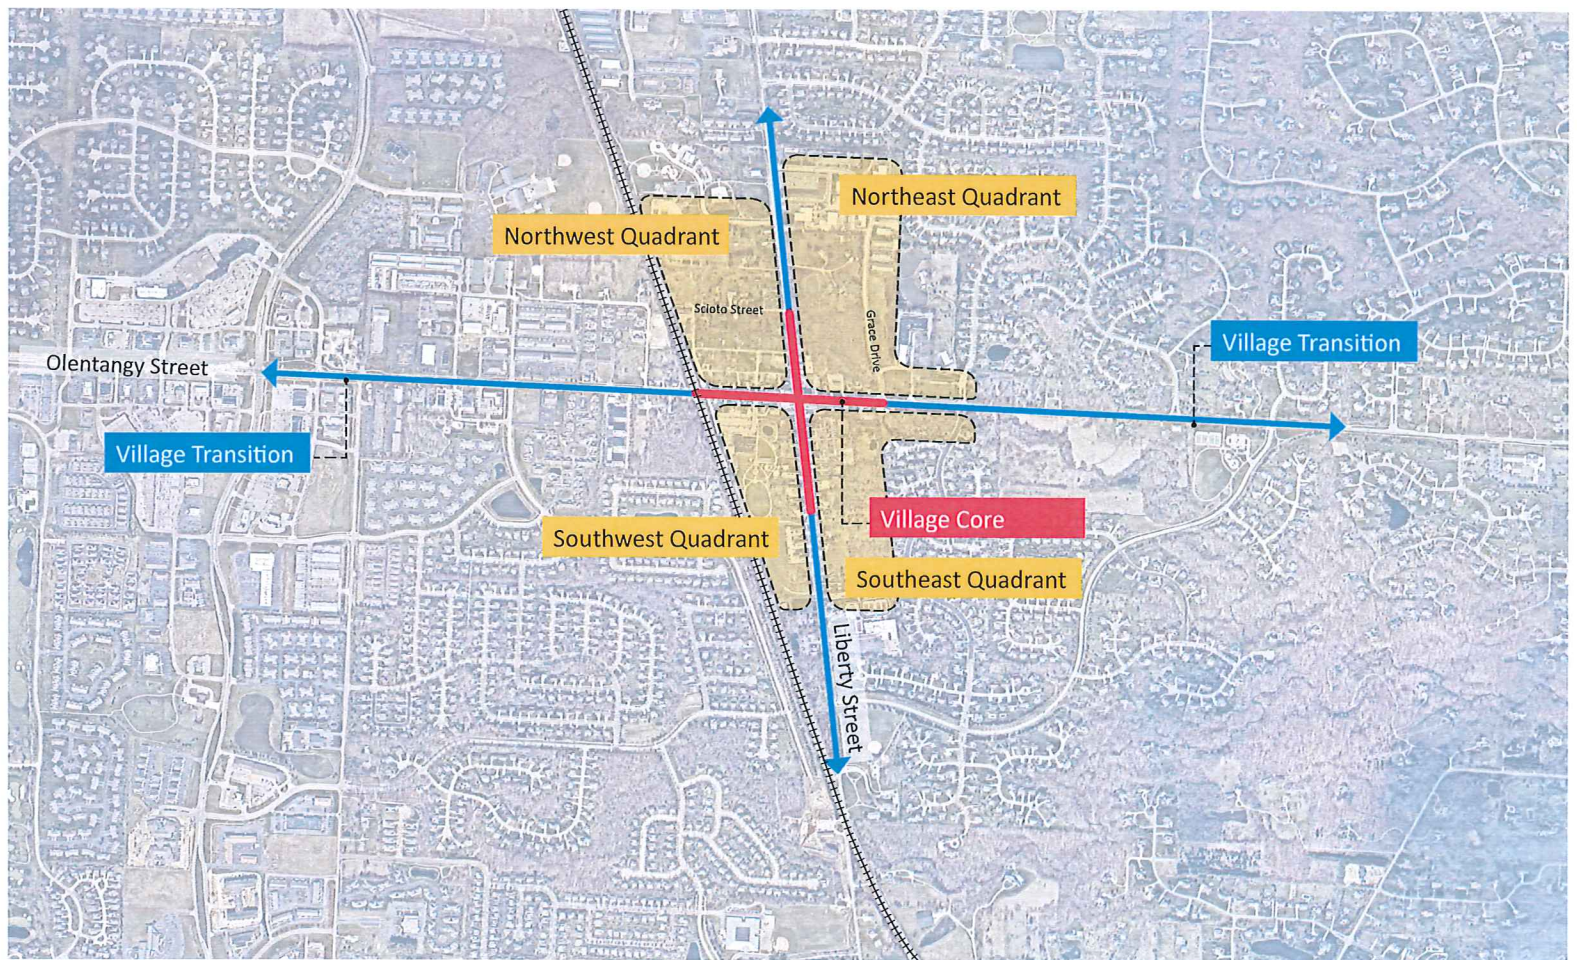 Northeast Quadrant
Northwest Quadrant
Scioto Street
Grace Drive
Village Transition
Olentangy Street
Village Transition
Village Core
Southwest Quadrant
Southeast Quadrant
Liberty Street